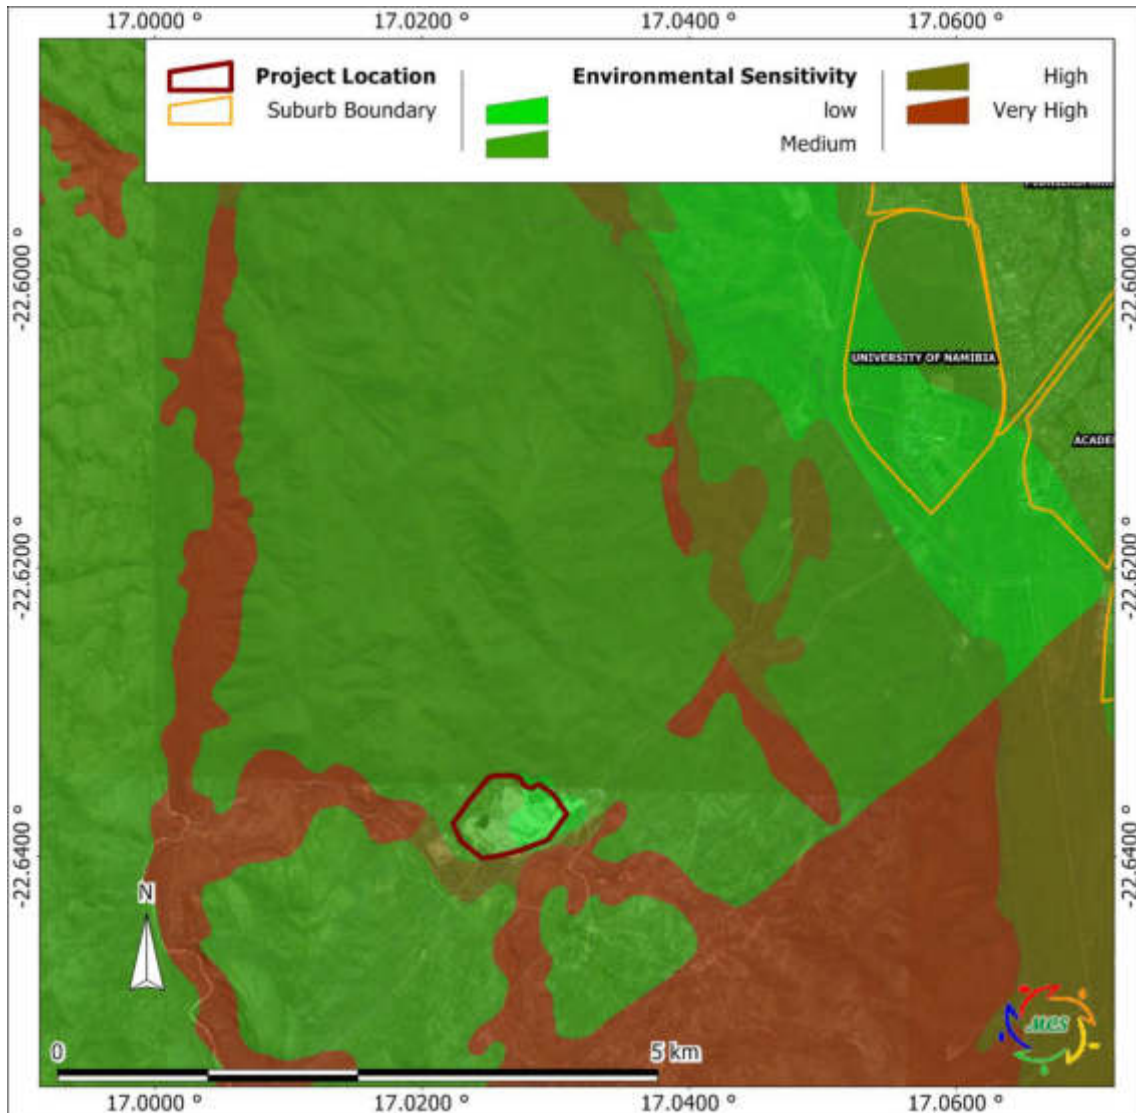 17.0000 ° 17.0200 ° 17.0400 ° 17.0600 °
Project Location
Suburb Boundary
Environmental Sensitivity
low
Medium
High
Very High
-22.6000 °
-22.6000 °
UNIVERSITY OF NAMIBIA
ACADE
-22.6200 °
-22.6200 °
-22.6400 °
-22.6400 °
N
MCS
0 5 km
17.0000 ° 17.0200 ° 17.0400 ° 17.0600 °